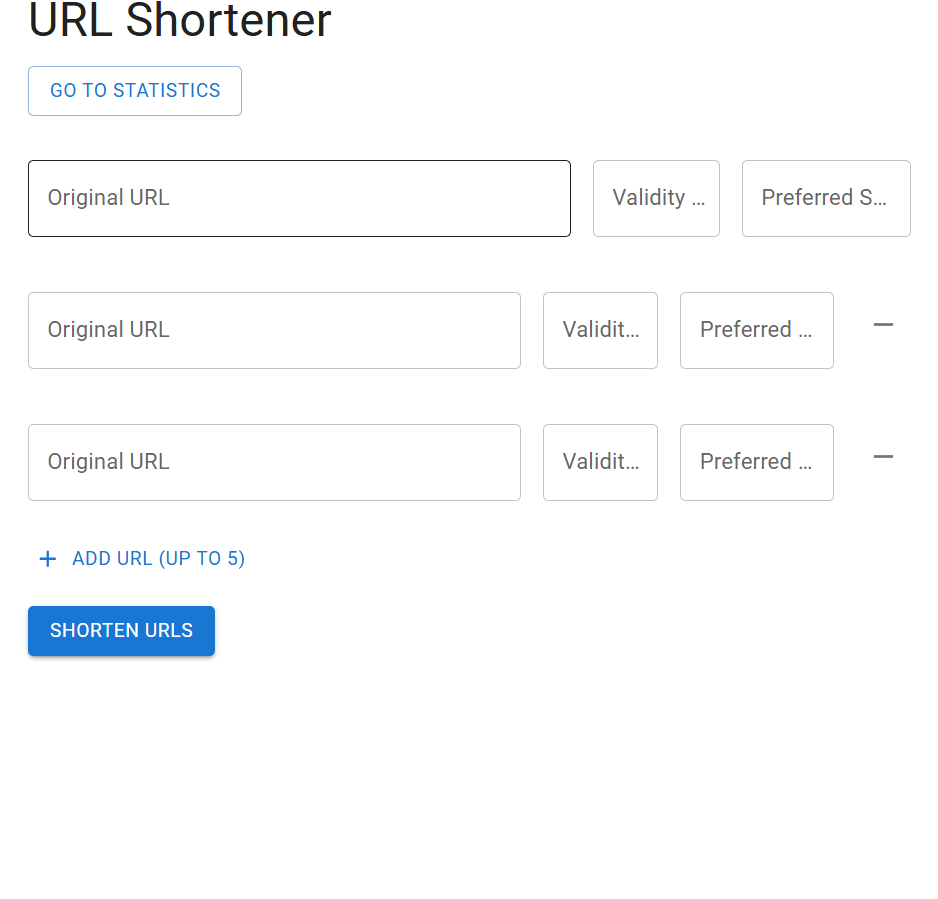 URL Shortener
GO TO STATISTICS
Original URL Validity ... Preferred S...
Original URL Validit... Preferred ...
Original URL Validit... Preferred ...
+ ADD URL (UP TO 5)
SHORTEN URLS